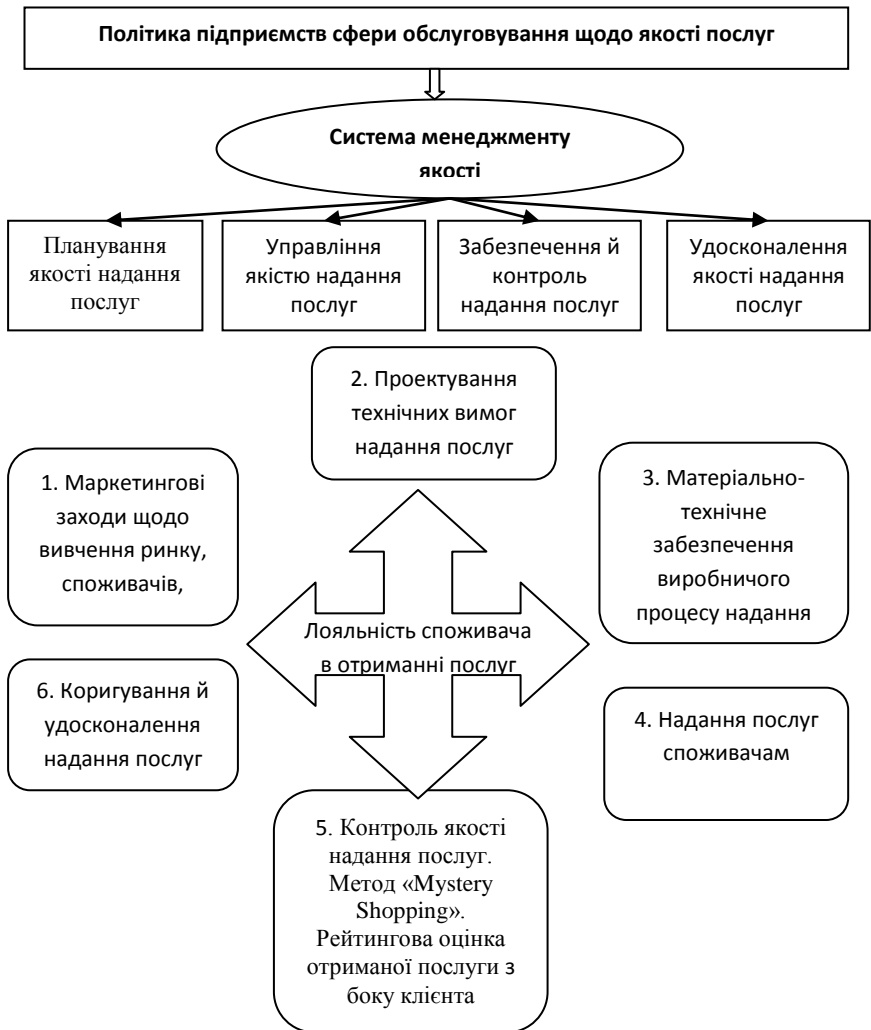 Політика підприємств сфери обслуговування щодо якості послуг
Система менеджменту
якості
Планування
якості надання
послуг
Управління
якістю надання
послуг
Забезпечення й
контроль
надання послуг
Удосконалення
якості надання
послуг
2. Проектування
технічних вимог
надання послуг
1. Маркетингові
заходи щодо
вивчення ринку,
споживачів,
3. Матеріально-
технічне
забезпечення
виробничого
процесу надання
Лояльність споживача
в отриманні послуг
6. Коригування й
удосконалення
надання послуг
4. Надання послуг
споживачам
5. Контроль якості
надання послуг.
Метод «Mystery
Shopping».
Рейтингова оцінка
отриманої послуги з
боку клієнта